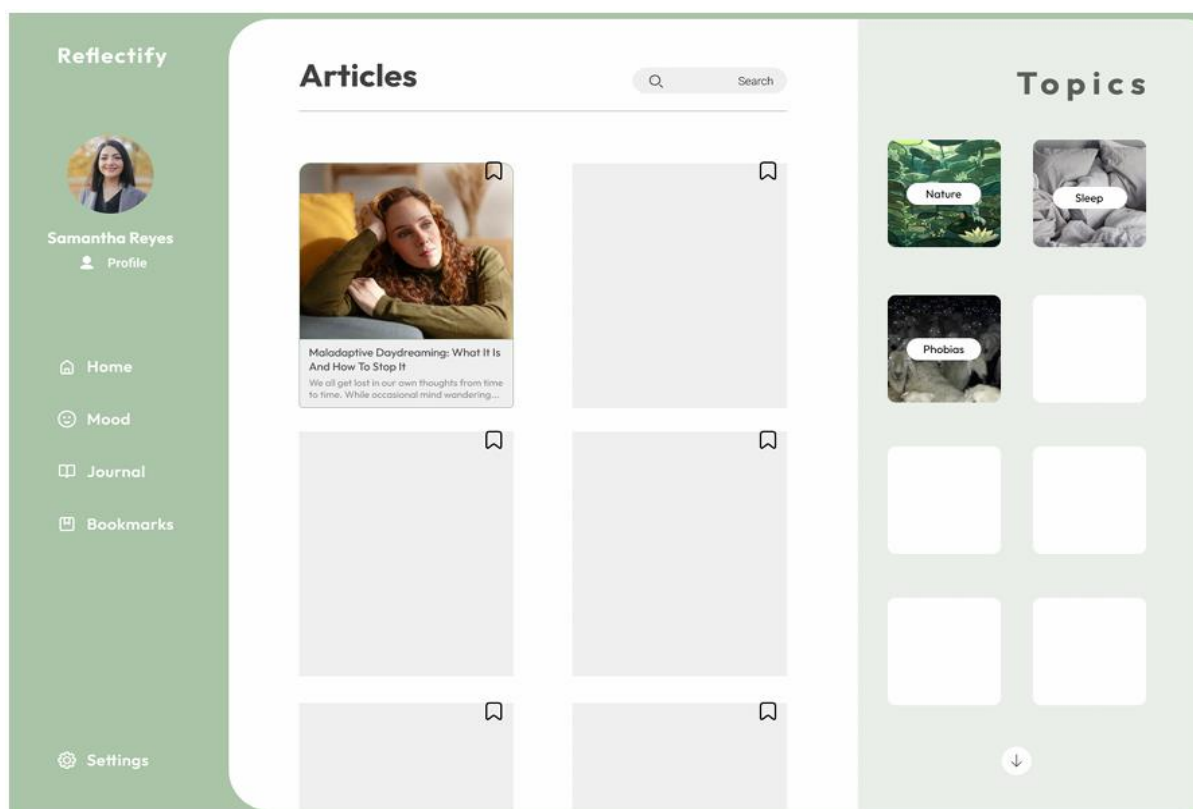 Reflectify
Samantha Reyes
Profile
Home
Mood
Journal
Bookmarks
Settings
Articles
Search
Maladaptive Daydreaming: What It Is
And How To Stop It
We all get lost in our own thoughts from time
to time. While occasional mind wandering...
Topics
Nature
Sleep
Phobias